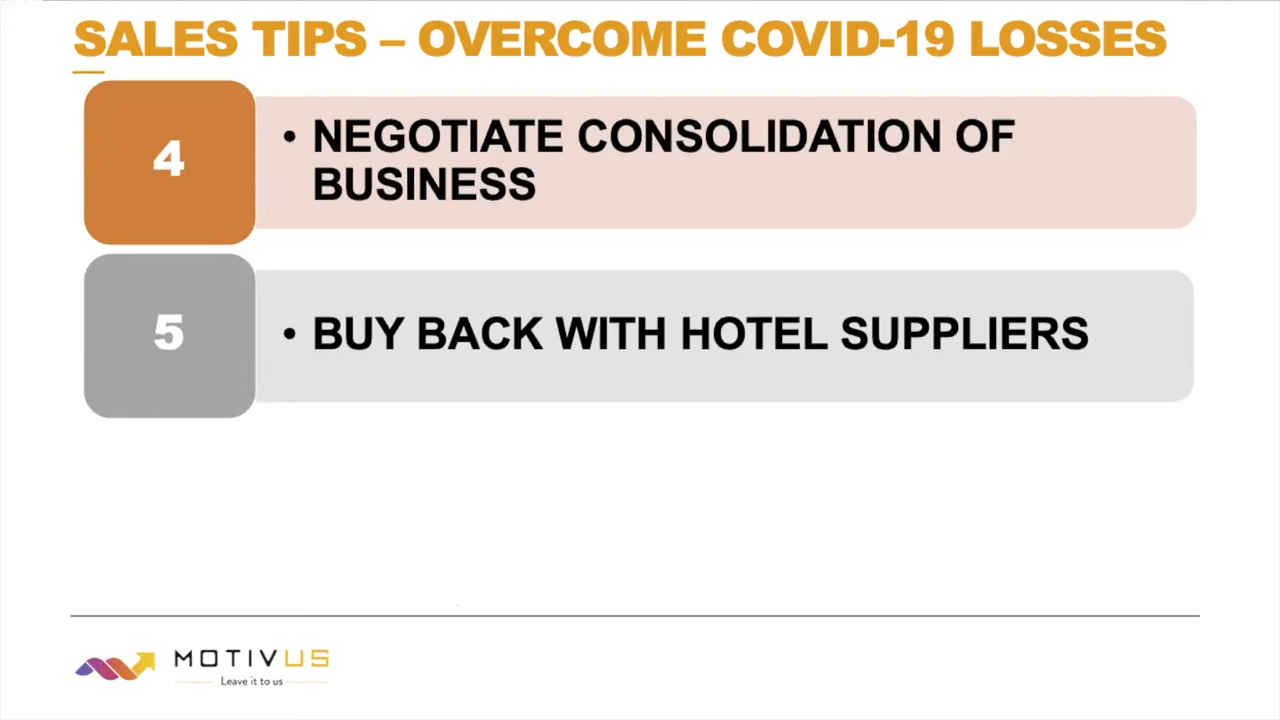 SALES TIPS – OVERCOME COVID-19 LOSSES
4
• NEGOTIATE CONSOLIDATION OF
BUSINESS
5
• BUY BACK WITH HOTEL SUPPLIERS
MOTIVUS
Leave it to us